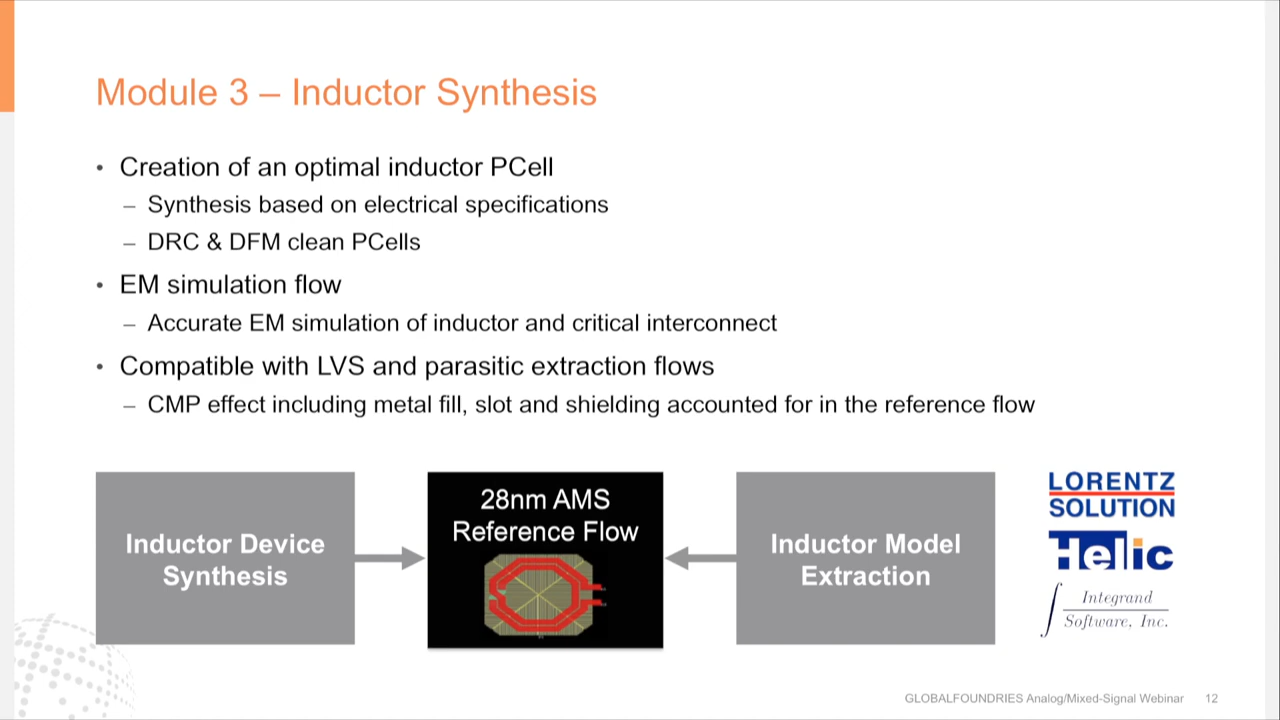 Module 3 – Inductor Synthesis
• Creation of an optimal inductor PCell
– Synthesis based on electrical specifications
– DRC & DFM clean PCells
• EM simulation flow
– Accurate EM simulation of inductor and critical interconnect
• Compatible with LVS and parasitic extraction flows
– CMP effect including metal fill, slot and shielding accounted for in the reference flow
Inductor Device
Synthesis
28nm AMS
Reference Flow
Inductor Model
Extraction
LORENTZ
SOLUTION
Helic
Integrand
Software, Inc.
GLOBALFOUNDRIES Analog/Mixed-Signal Webinar 12